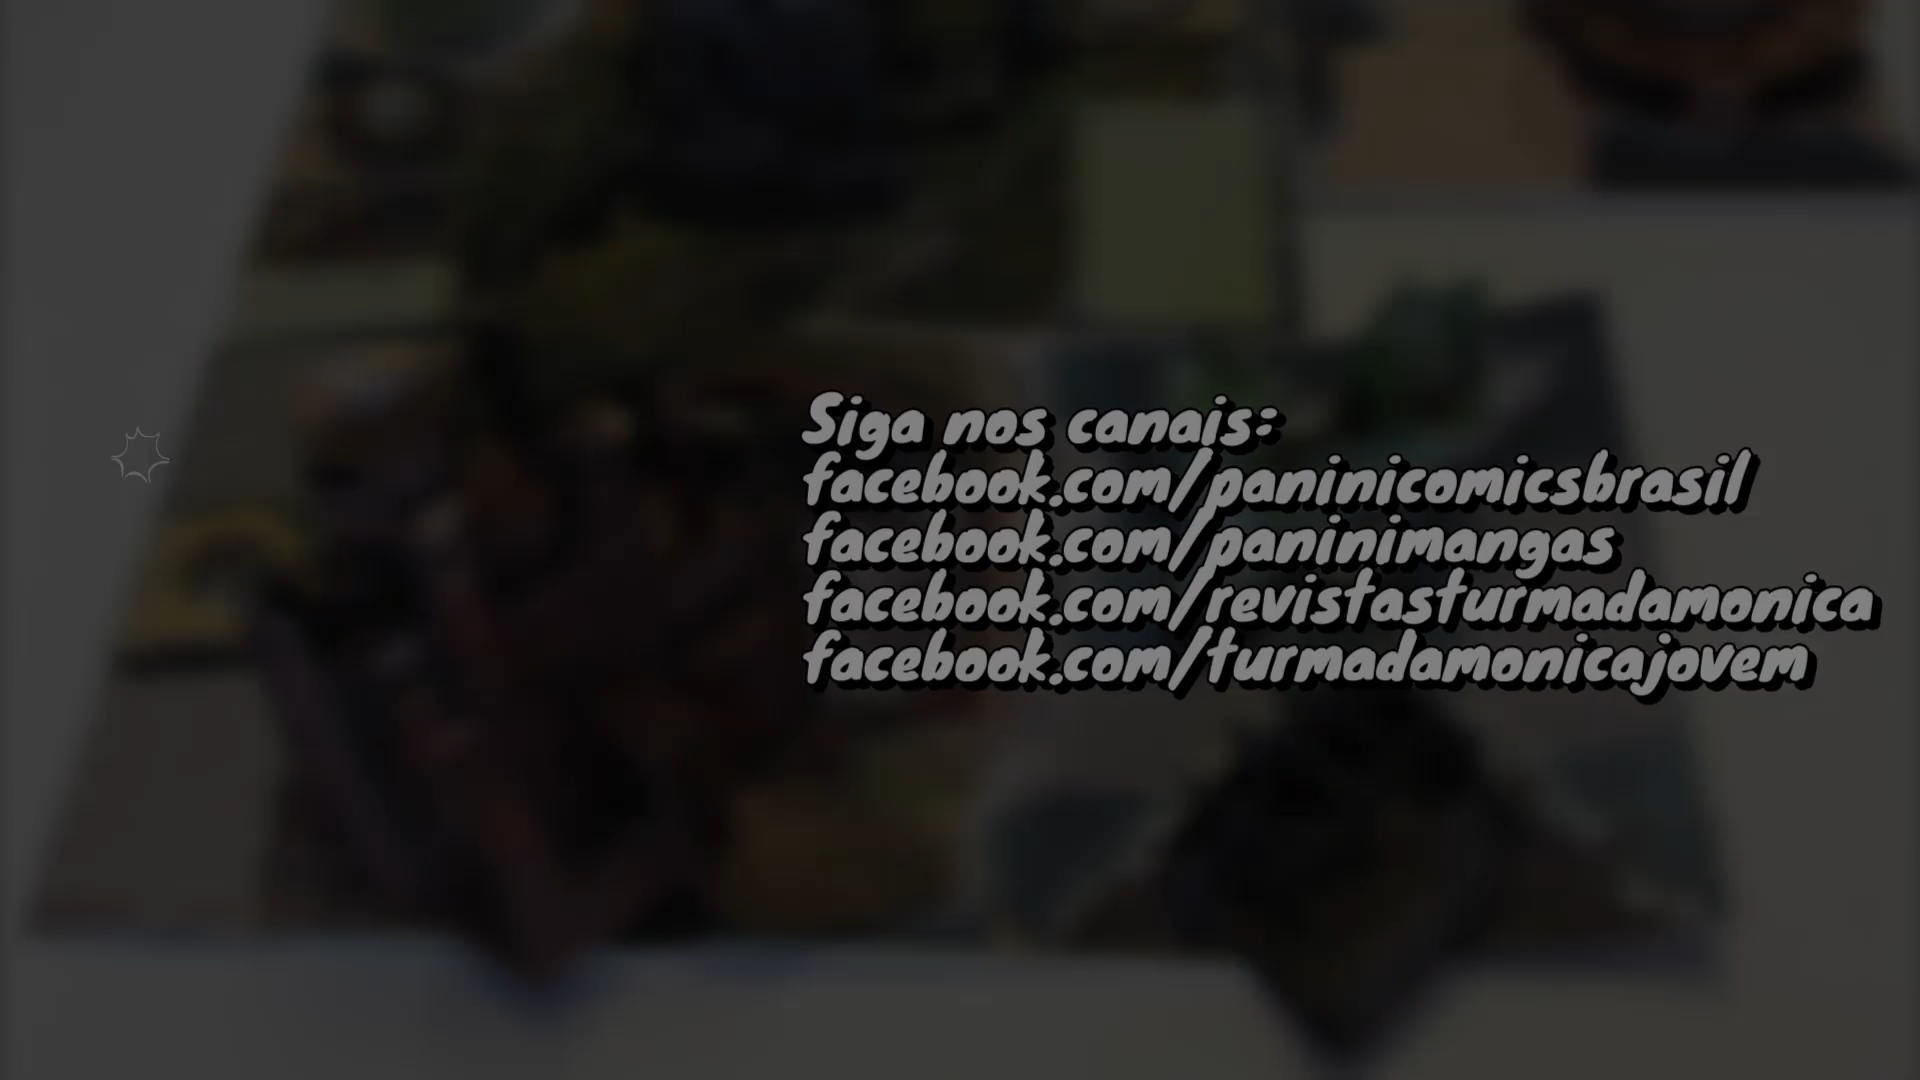 Siga nos canais:
facebook.com/paninicomicsbrasil
facebook.com/paninimangas
facebook.com/revistasturmadamonica
facebook.com/turmadamonicajovem